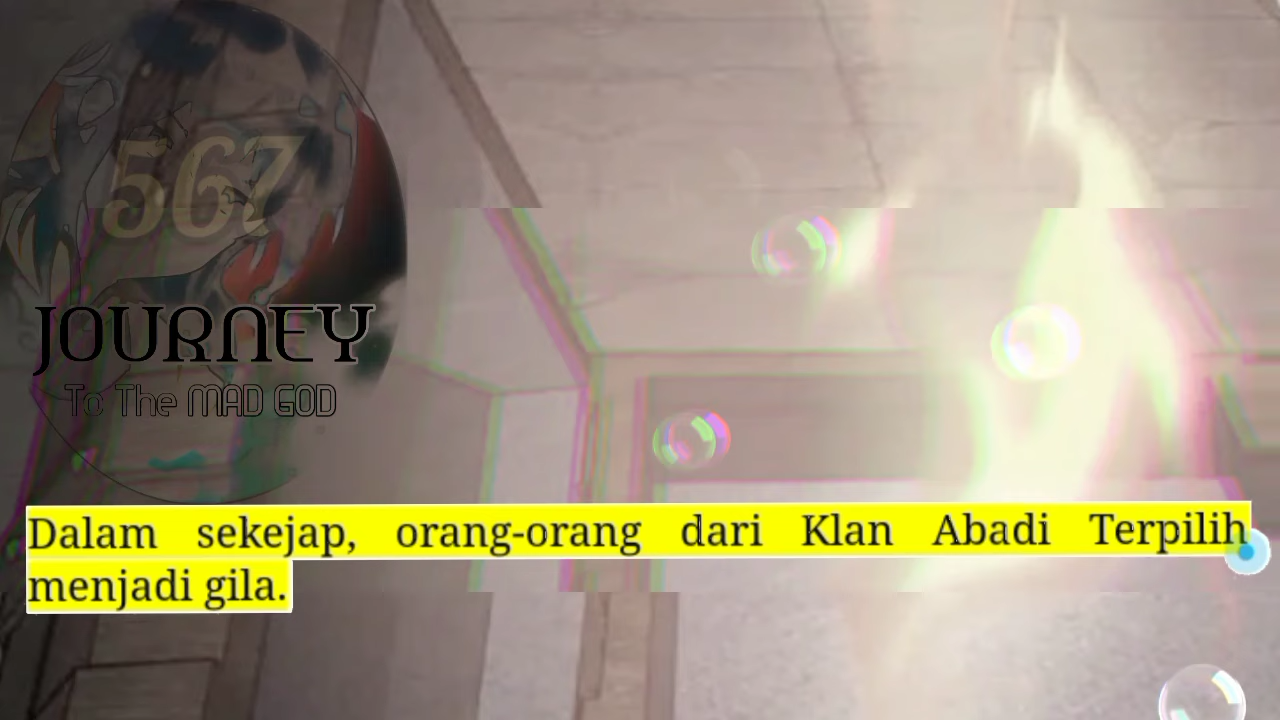 567
JOURNEY
To The MAD GOD
Dalam sekejap, orang-orang dari Klan Abadi Terpilih
menjadi gila.